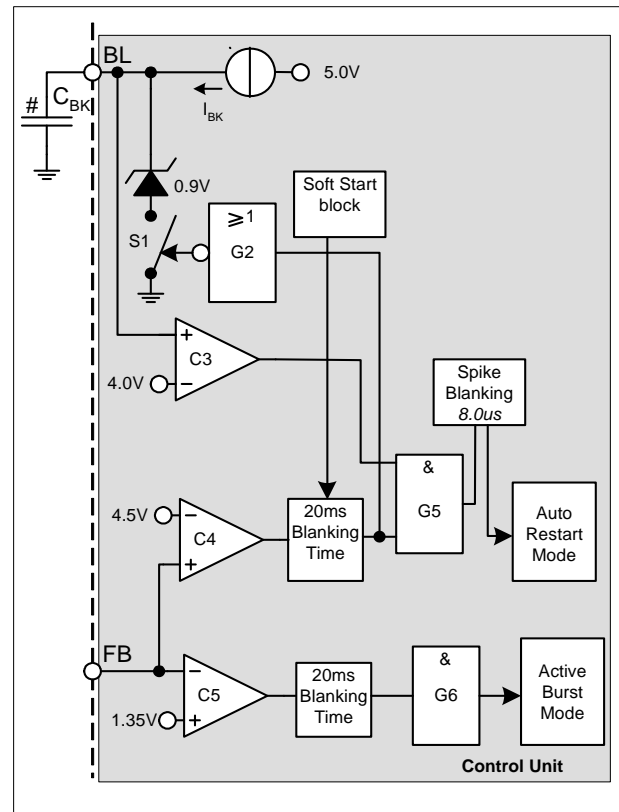 BL
5.0V
# C_BK
I_BK
0.9V
Soft Start
block
S1
≥1
G2
C3
4.0V
Spike
Blanking
8.0us
&
G5
4.5V
C4
20ms
Blanking
Time
Auto
Restart
Mode
FB
C5
1.35V
20ms
Blanking
Time
&
G6
Active
Burst
Mode
Control Unit